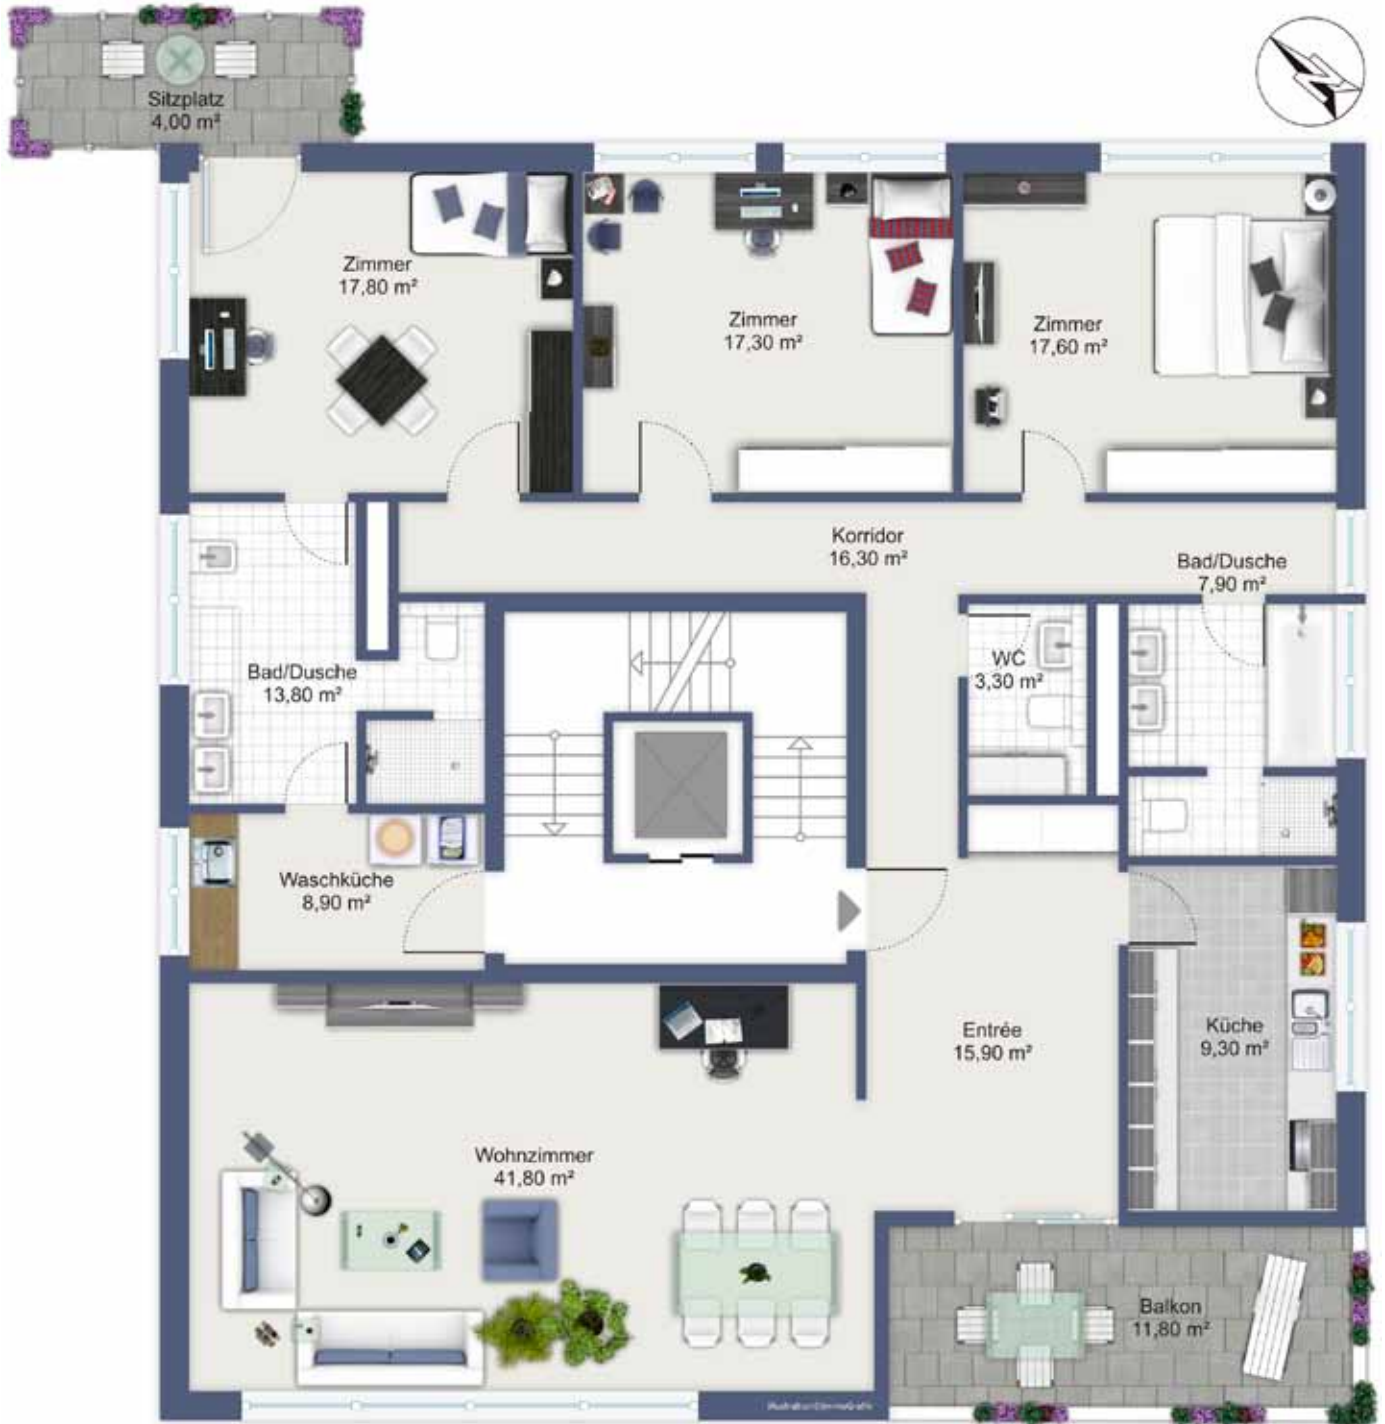 Sitzplatz
4,00 m²
Zimmer
17,80 m²
Zimmer
17,30 m²
Zimmer
17,60 m²
Korridor
16,30 m²
Bad/Dusche
7,90 m²
WC
3,30 m²
Bad/Dusche
13,80 m²
Waschküche
8,90 m²
Entrée
15,90 m²
Küche
9,30 m²
Wohnzimmer
41,80 m²
Balkon
11,80 m²